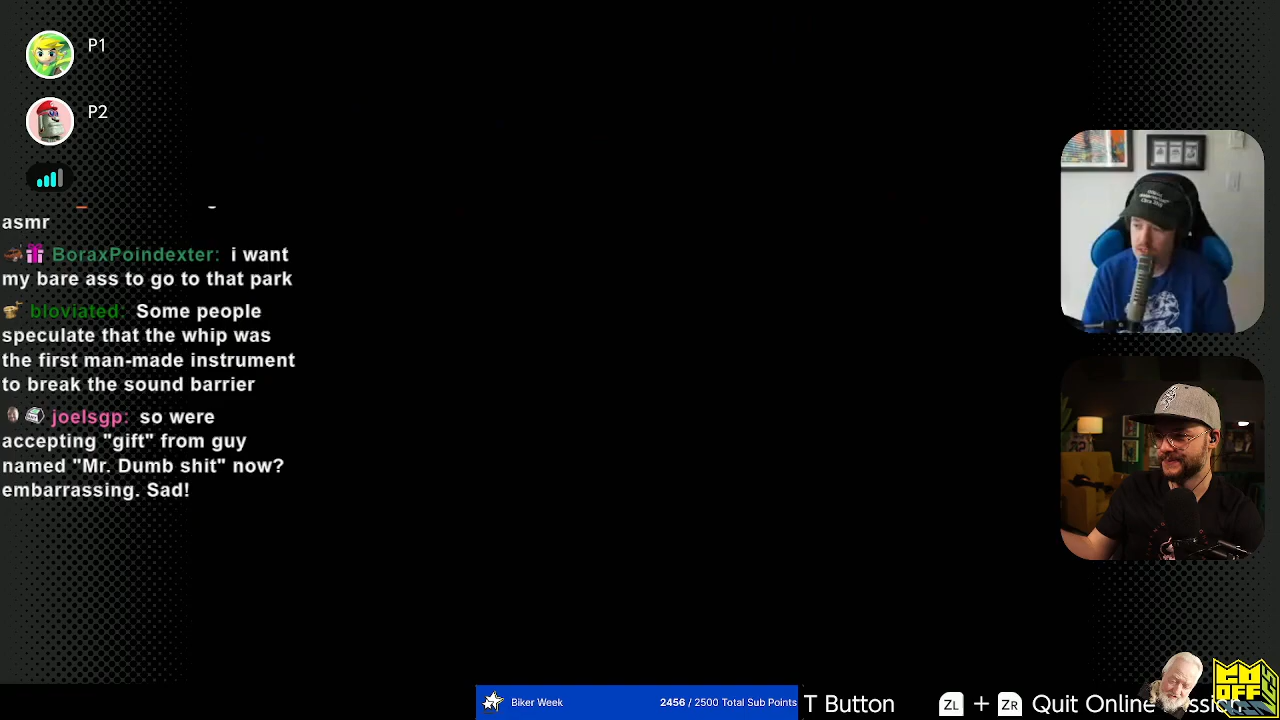 P1
P2
asmr
BoraxPoindexter: i want
my bare ass to go to that park
bloviated: Some people
speculate that the whip was
the first man-made instrument
to break the sound barrier
joelsgp: so were
accepting "gift" from guy
named "Mr. Dumb shit" now?
embarrassing. Sad!
Biker Week 2456 / 2500 Total Sub Points
T Button ZL + ZR Quit Online
GO
OFF